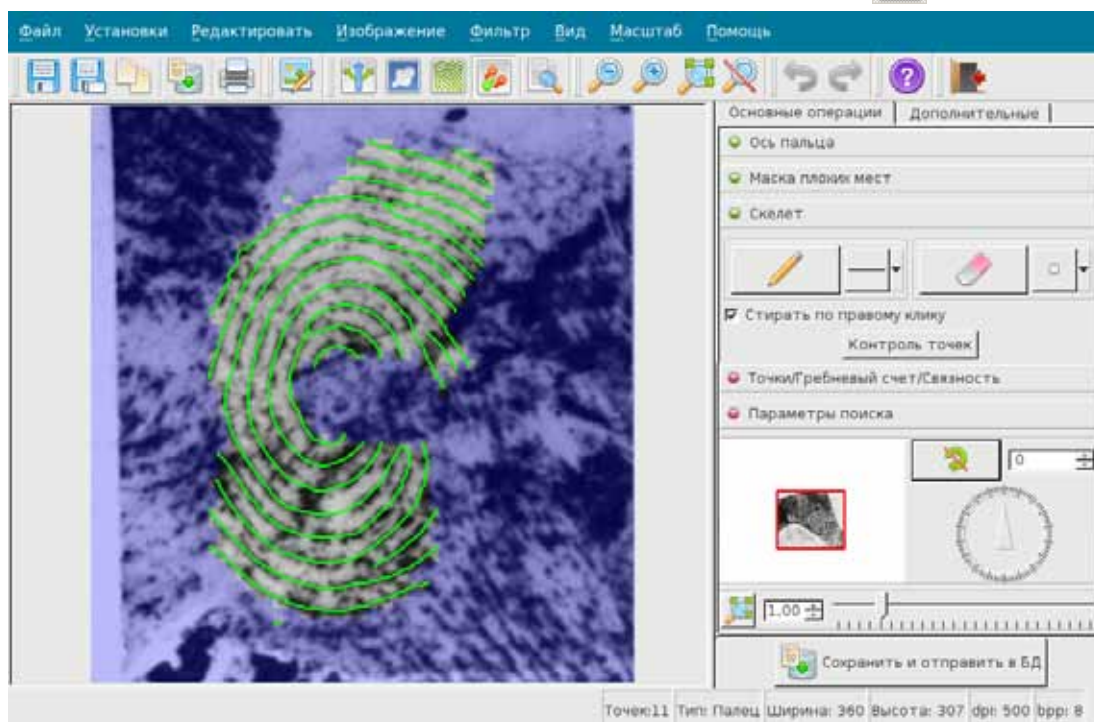 Файл Установки Редактировать Изображение Фильтр Вид Масштаб Помощь
Основные операции Дополнительные
Ось пальца
Маска плохих мест
Скелет
Стирать по правому клику
Контроль точек
Точки/Гребневый счет/Связность
Параметры поиска
0
1.00
Сохранить и отправить в БД
Точек:11 Тип: Палец Ширина: 360 Высота: 307 dpi: 500 bpp: 8